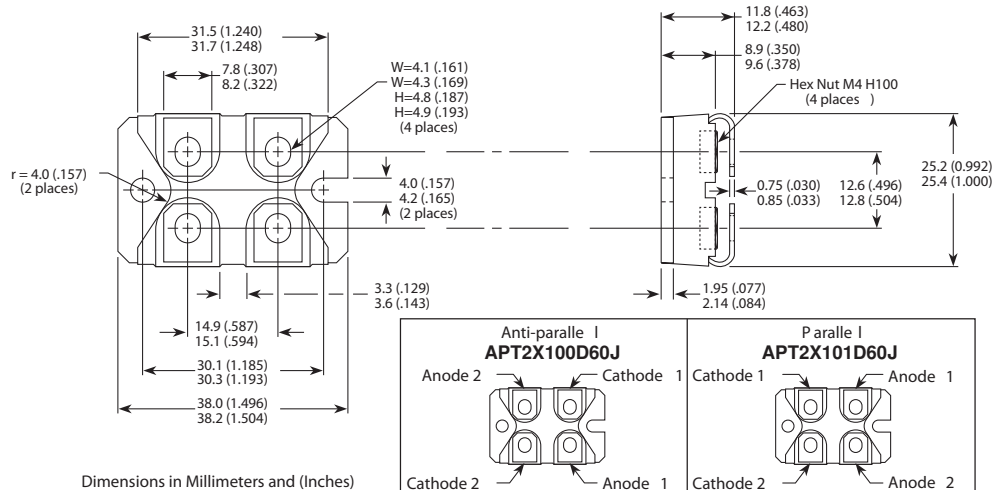 31.5 (1.240)
31.7 (1.248)
7.8 (.307)
8.2 (.322)
W=4.1 (.161)
W=4.3 (.169)
H=4.8 (.187)
H=4.9 (.193)
(4 places)
r = 4.0 (.157)
(2 places)
4.0 (.157)
4.2 (.165)
(2 places)
3.3 (.129)
3.6 (.143)
14.9 (.587)
15.1 (.594)
30.1 (1.185)
30.3 (1.193)
38.0 (1.496)
38.2 (1.504)
Dimensions in Millimeters and (Inches)
11.8 (.463)
12.2 (.480)
8.9 (.350)
9.6 (.378)
Hex Nut M4 H100
(4 places )
0.75 (.030)
0.85 (.033)
12.6 (.496)
12.8 (.504)
25.2 (0.992)
25.4 (1.000)
1.95 (.077)
2.14 (.084)
Anti-paralle l
APT2X100D60J
Anode 2
Cathode 1
Cathode 2
Anode 1
P aralle l
APT2X101D60J
Cathode 1
Anode 1
Cathode 2
Anode 2